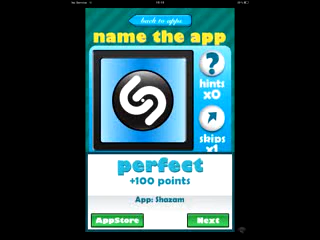 back to apps
name the app
?
hints
x0
skips
x1
perfect
+100 points
App: Shazam
AppStore
Next